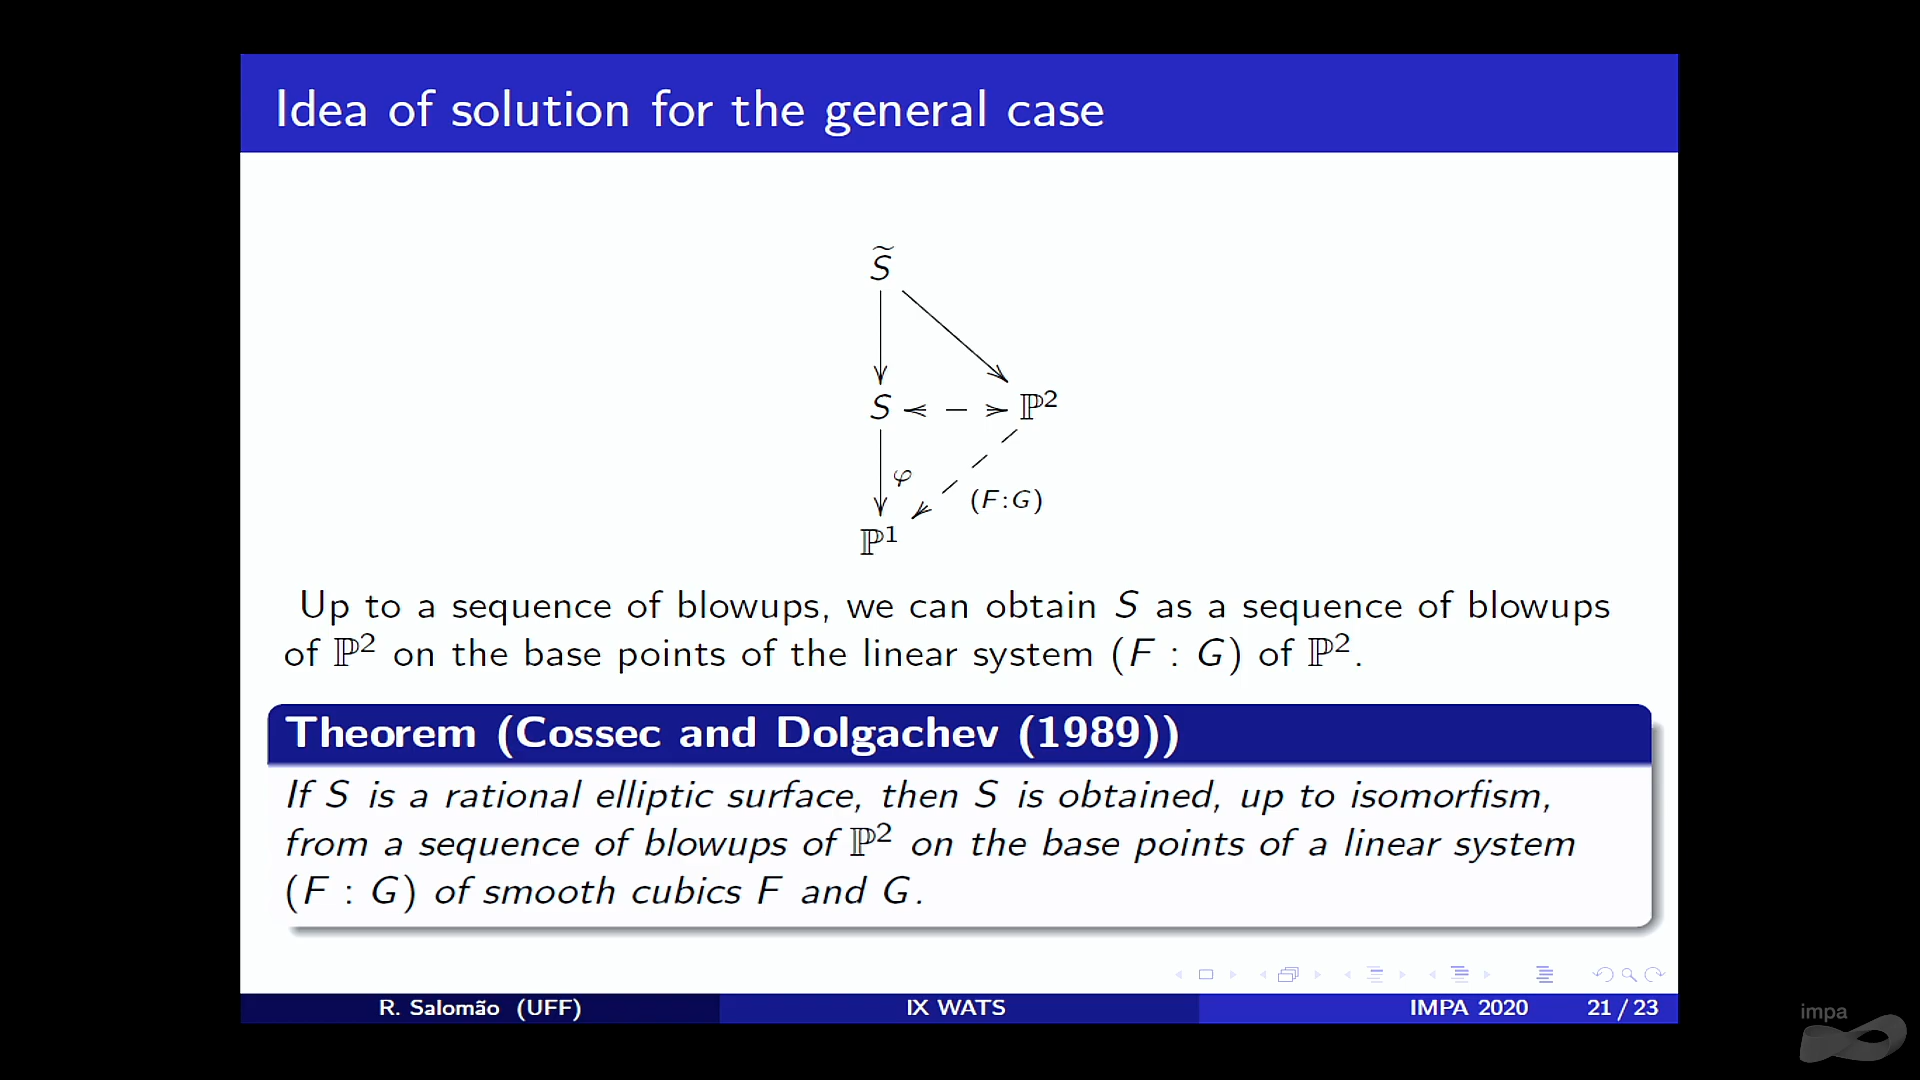 Idea of solution for the general case
S̃
S
ℙ²
φ
(F:G)
ℙ¹
Up to a sequence of blowups, we can obtain S as a sequence of blowups
of ℙ² on the base points of the linear system (F : G) of ℙ².
Theorem (Cossec and Dolgachev (1989))
If S is a rational elliptic surface, then S is obtained, up to isomorfism,
from a sequence of blowups of ℙ² on the base points of a linear system
(F : G) of smooth cubics F and G.
R. Salomão (UFF)
IX WATS
IMPA 2020
21 / 23
impa